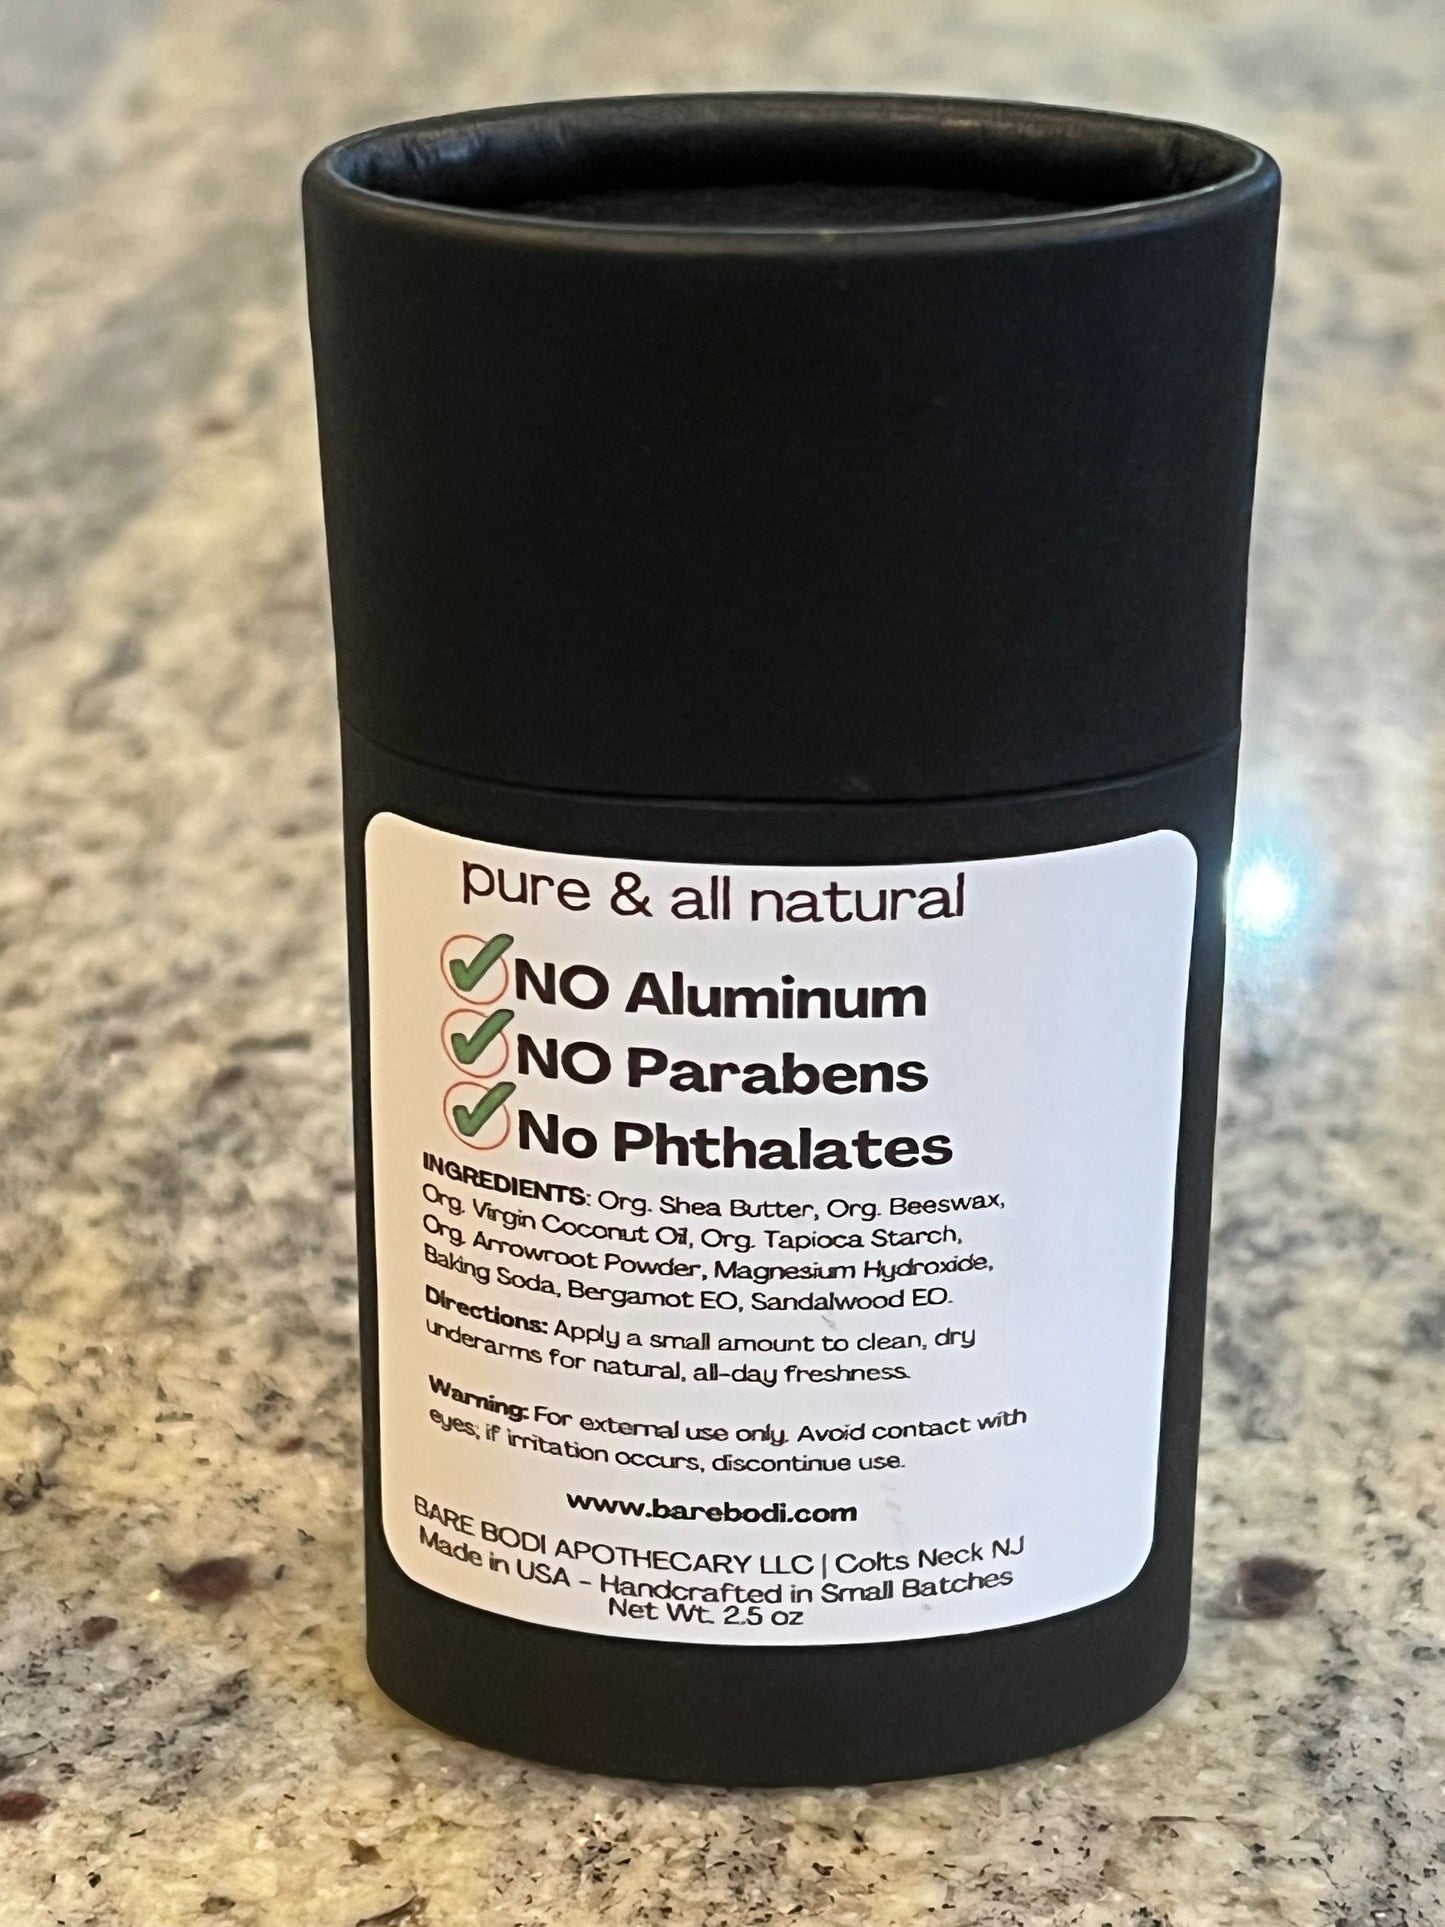 pure & all natural
NO Aluminum
NO Parabens
No Phthalates
INGREDIENTS: Org. Shea Butter, Org. Beeswax,
Org. Virgin Coconut Oil, Org. Tapioca Starch,
Org. Arrowroot Powder, Magnesium Hydroxide,
Baking Soda, Bergamot EO, Sandalwood EO.
Directions: Apply a small amount to clean, dry
underarms for natural, all-day freshness.
Warning: For external use only. Avoid contact with
eyes; if irritation occurs, discontinue use.
www.barebodi.com
BARE BODI APOTHECARY LLC | Colts Neck NJ
Made in USA - Handcrafted in Small Batches
Net Wt. 2.5 oz